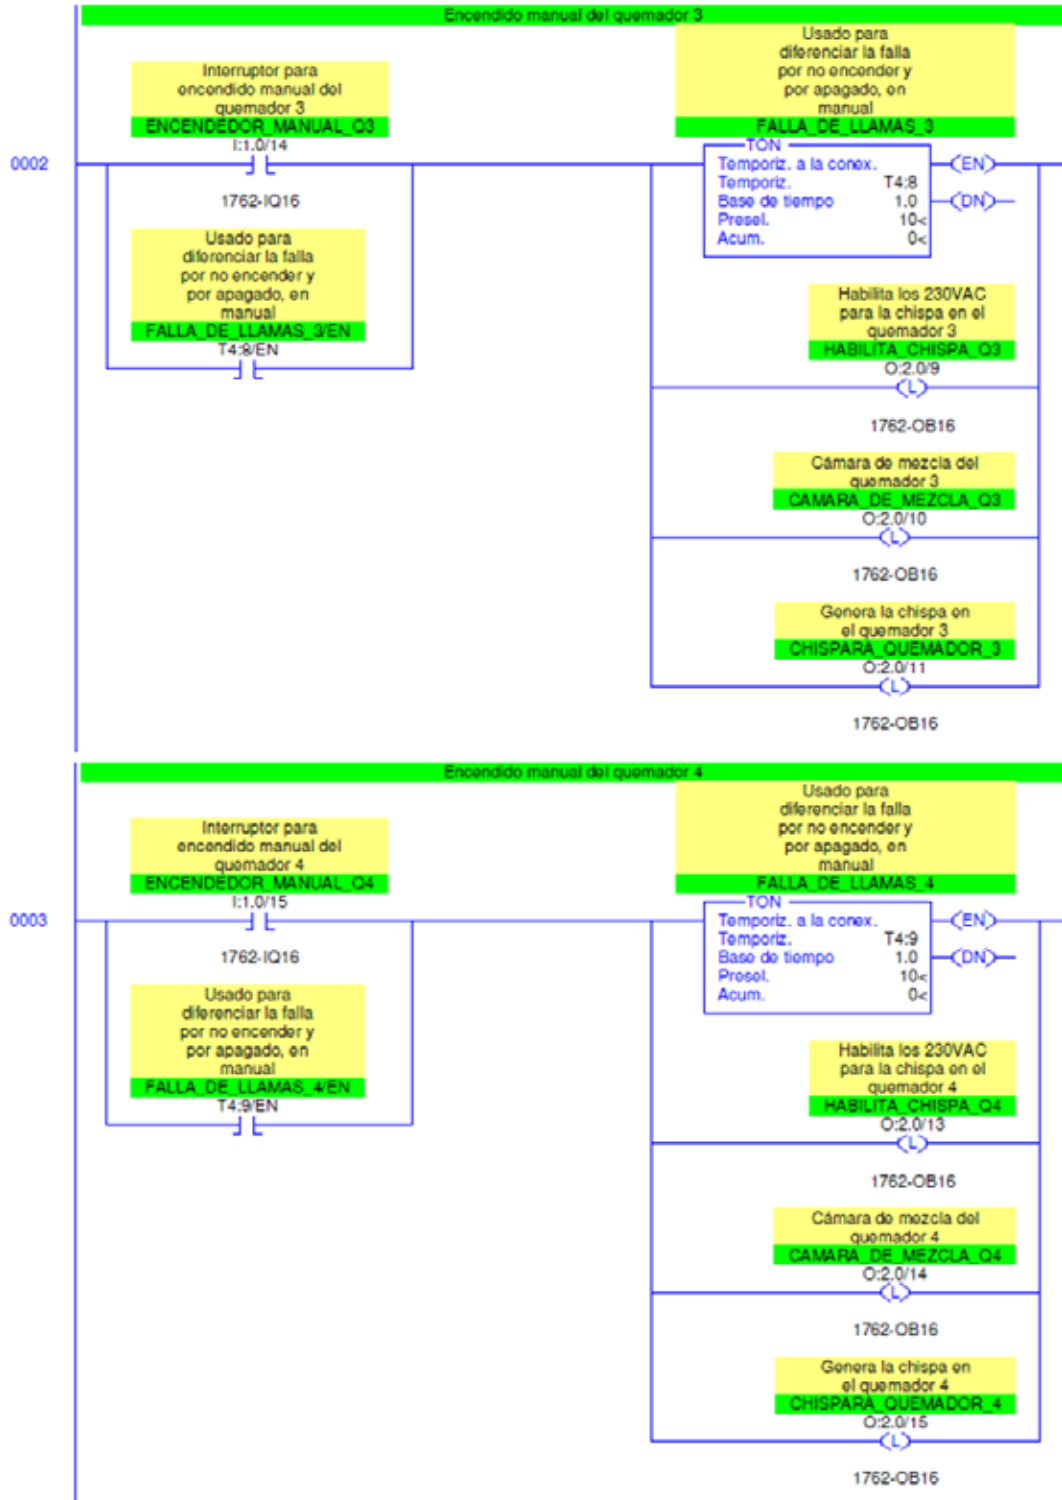 Encendido manual del quemador 3
Interruptor para
encendido manual del
quemador 3
ENCENDEDOR_MANUAL_Q3
I:1.0/14
0002
1762-IQ16
Usado para
diferenciar la falla
por no encender y
por apagado, en
manual
FALLA_DE_LLAMAS_3/EN
T4:8/EN
Usado para
diferenciar la falla
por no encender y
por apagado, en
manual
FALLA_DE_LLAMAS_3
TON
Temporiz. a la conex.
Temporiz. T4:8
Base de tiempo 1.0
Presel. 10<
Acum. 0<
EN
DN
Habilita los 230VAC
para la chispa en el
quemador 3
HABILITA_CHISPA_Q3
O:2.0/9
L
1762-OB16
Cámara de mezcla del
quemador 3
CAMARA_DE_MEZCLA_Q3
O:2.0/10
L
1762-OB16
Genera la chispa en
el quemador 3
CHISPARA_QUEMADOR_3
O:2.0/11
L
1762-OB16
Encendido manual del quemador 4
Interruptor para
encendido manual del
quemador 4
ENCENDEDOR_MANUAL_Q4
I:1.0/15
0003
1762-IQ16
Usado para
diferenciar la falla
por no encender y
por apagado, en
manual
FALLA_DE_LLAMAS_4/EN
T4:9/EN
Usado para
diferenciar la falla
por no encender y
por apagado, en
manual
FALLA_DE_LLAMAS_4
TON
Temporiz. a la conex.
Temporiz. T4:9
Base de tiempo 1.0
Presel. 10<
Acum. 0<
EN
DN
Habilita los 230VAC
para la chispa en el
quemador 4
HABILITA_CHISPA_Q4
O:2.0/13
L
1762-OB16
Cámara de mezcla del
quemador 4
CAMARA_DE_MEZCLA_Q4
O:2.0/14
L
1762-OB16
Genera la chispa en
el quemador 4
CHISPARA_QUEMADOR_4
O:2.0/15
L
1762-OB16